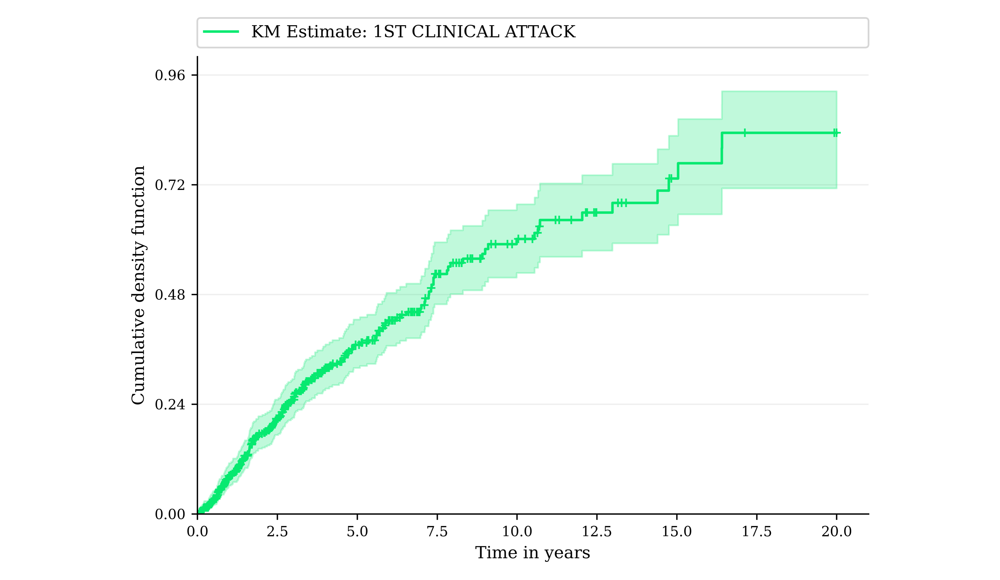 KM Estimate: 1ST CLINICAL ATTACK
0.96
0.72
0.48
0.24
0.00
Cumulative density function
0.0 2.5 5.0 7.5 10.0 12.5 15.0 17.5 20.0
Time in years